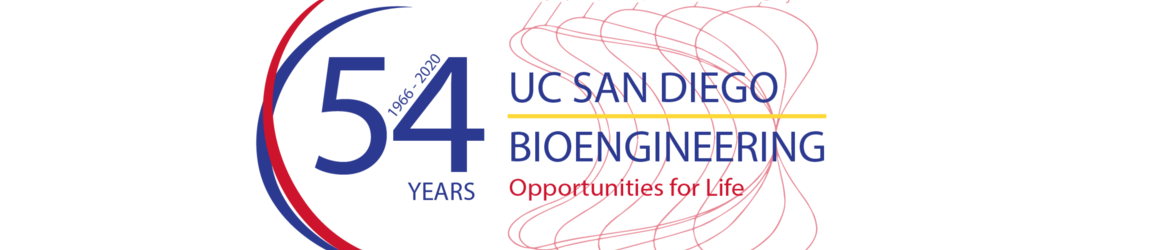 54
1966 - 2020
YEARS
UC SAN DIEGO
BIOENGINEERING
Opportunities for Life